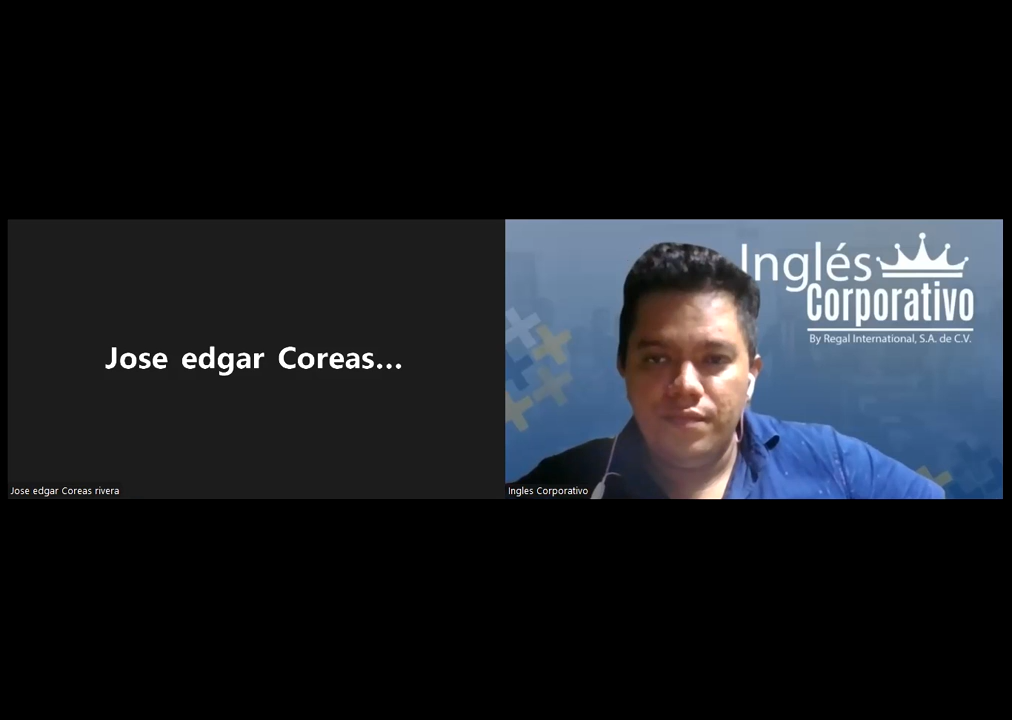 Jose edgar Coreas...
Jose edgar Coreas rivera
Inglés
Corporativo
By Regal International, S.A. de C.V.
Ingles Corporativo